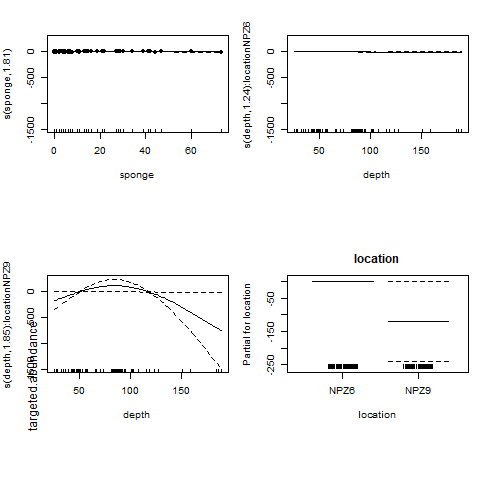 s(sponge,1.81)
0
-500
-1500
0
20
40
60
sponge
s(depth,1.24):locationNPZ6
0
-500
-1500
50
100
150
depth
s(depth,1.85):locationNPZ9
targeted.abundance
0
-500
-1500
50
100
150
depth
location
Partial for location
-50
-150
-250
NPZ6
NPZ9
location